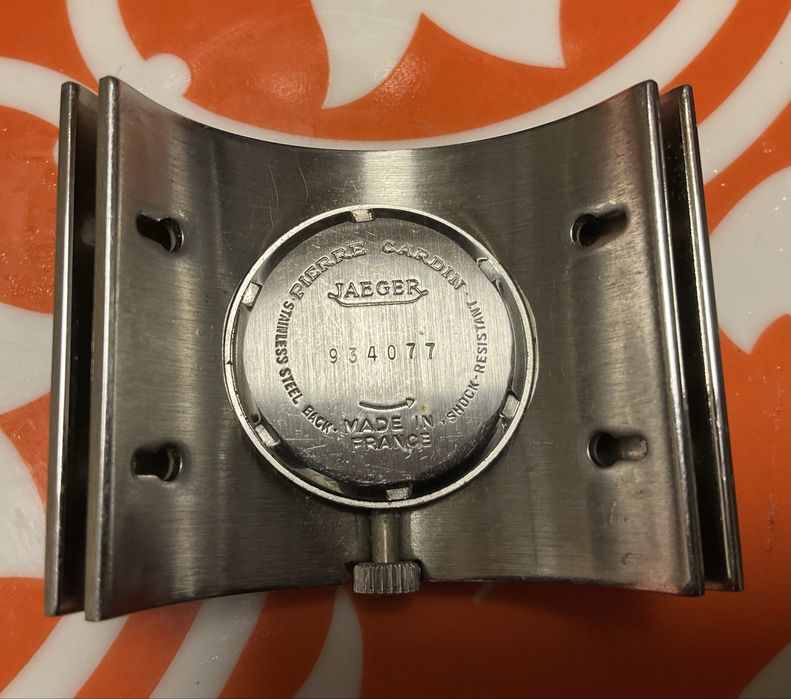 PIERRE CARDIN
JAEGER
934077
STAINLESS STEEL BACK·
·SHOCK-RESISTANT
MADE IN
FRANCE